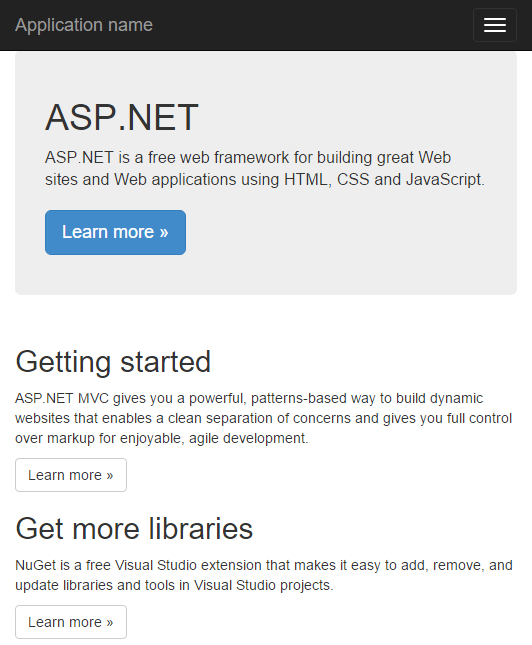 Application name
ASP.NET
ASP.NET is a free web framework for building great Web
sites and Web applications using HTML, CSS and JavaScript.
Learn more »
Getting started
ASP.NET MVC gives you a powerful, patterns-based way to build dynamic
websites that enables a clean separation of concerns and gives you full control
over markup for enjoyable, agile development.
Learn more »
Get more libraries
NuGet is a free Visual Studio extension that makes it easy to add, remove, and
update libraries and tools in Visual Studio projects.
Learn more »